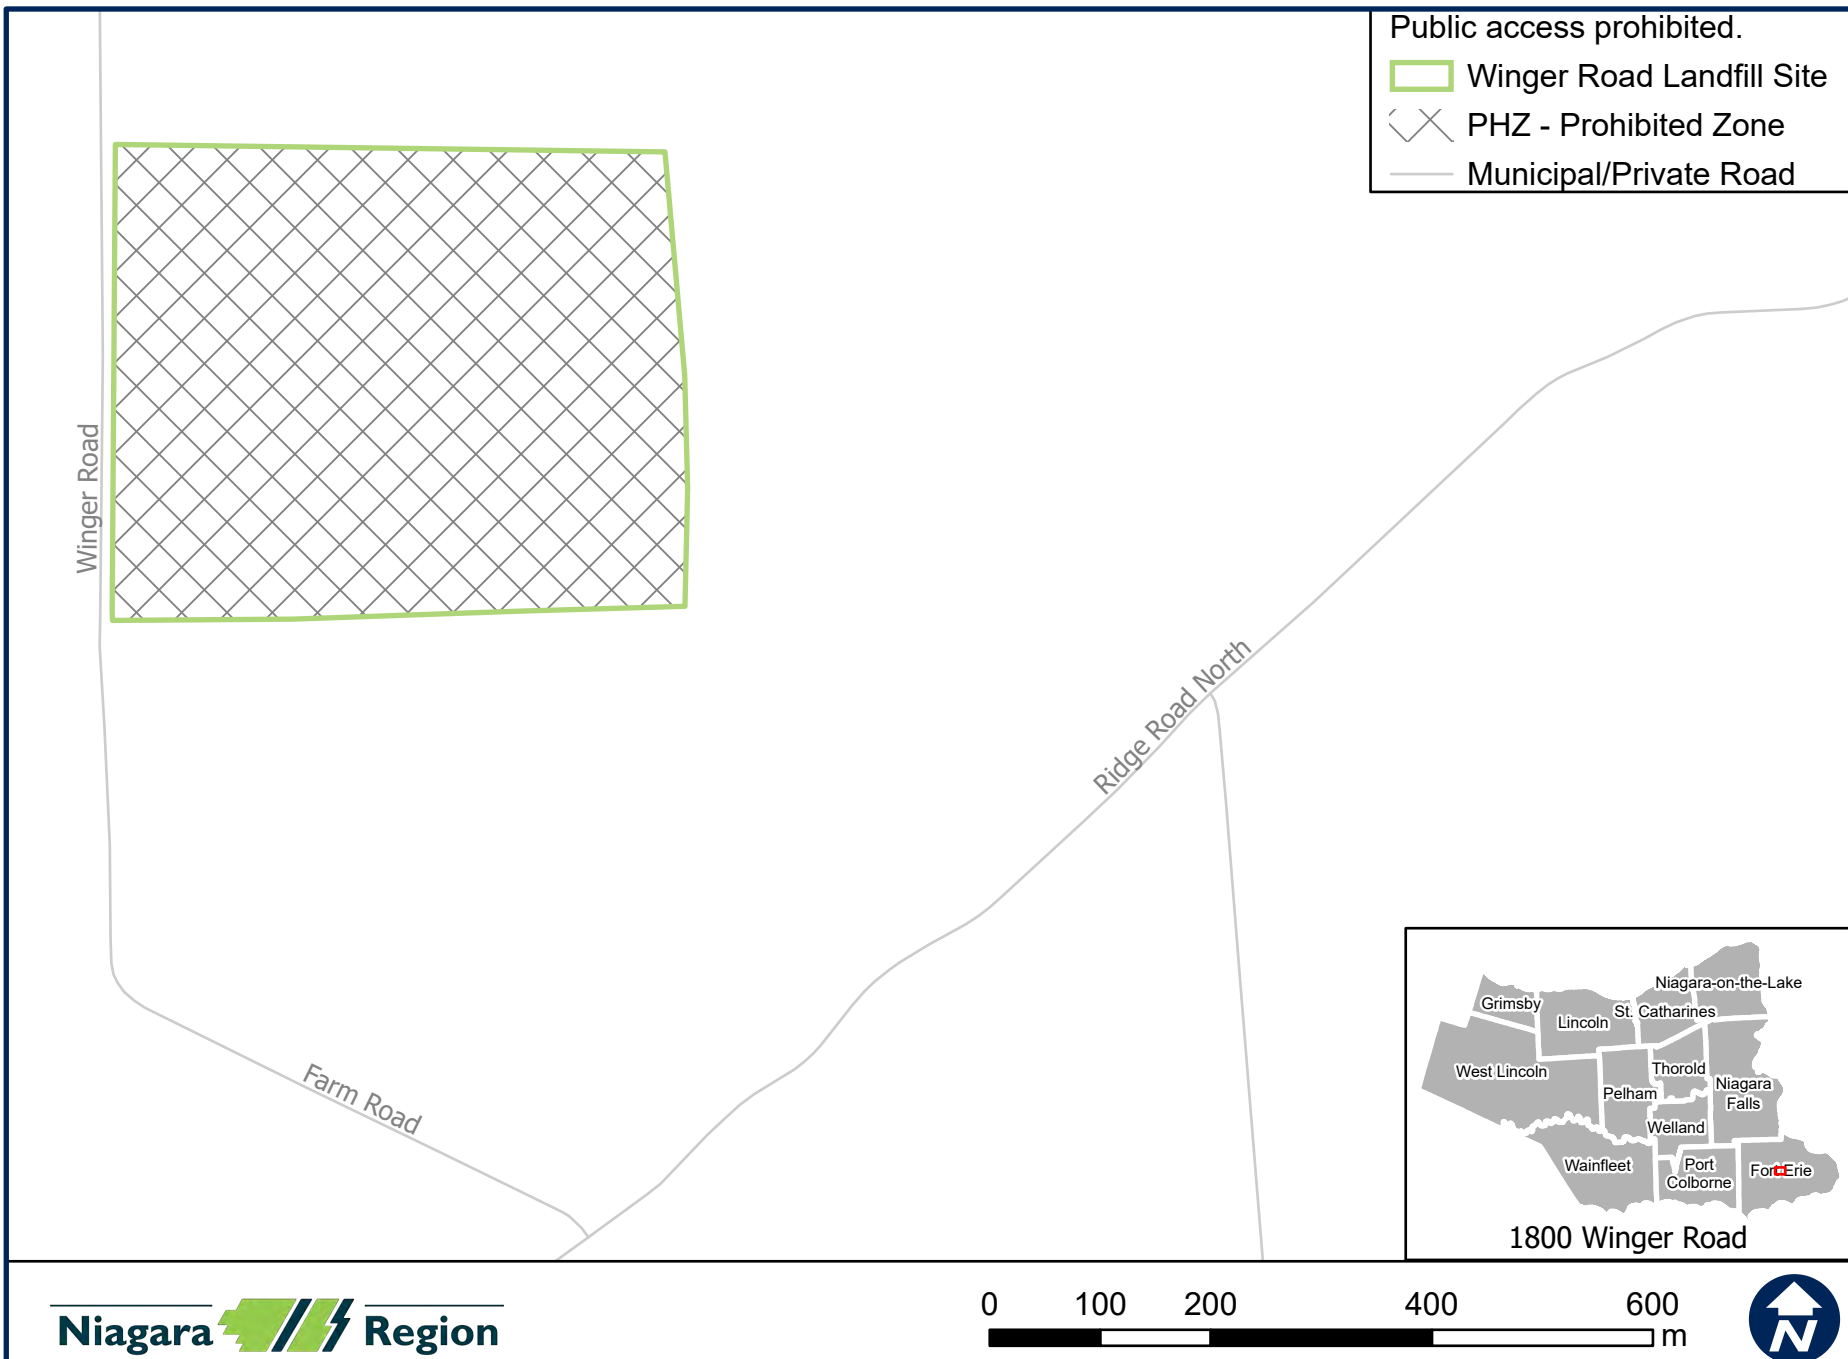 Public access prohibited.
Winger Road Landfill Site
PHZ - Prohibited Zone
Municipal/Private Road
Winger Road
Ridge Road North
Farm Road
Niagara-on-the-Lake
Grimsby
St. Catharines
Lincoln
West Lincoln
Thorold
Pelham
Niagara
Falls
Welland
Wainfleet
Port
Colborne
Fort Erie
1800 Winger Road
Niagara Region
0 100 200 400 600
m
N